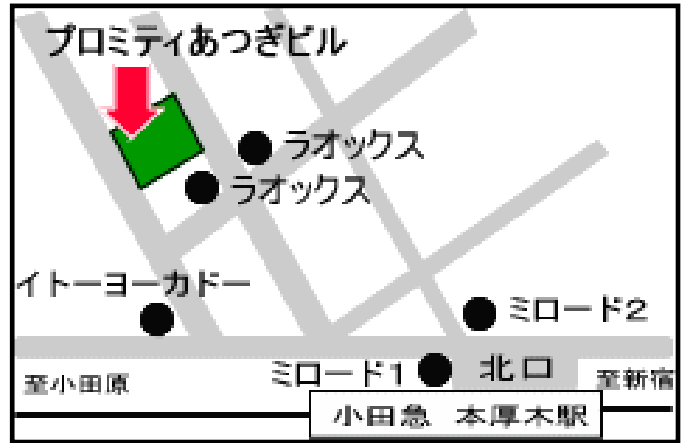 プロミティあつぎビル
ラオックス
ラオックス
イトーヨーカドー
ミロード2
ミロード1
北口
至小田原
至新宿
小田急 本厚木駅